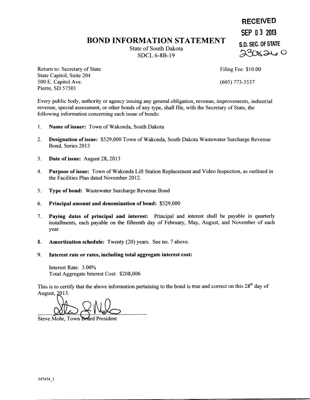 RECEIVED
SEP 03 2013
S.D. SEC. OF STATE
BOND INFORMATION STATEMENT
State of South Dakota
SDCL 6-8B-19
Return to: Secretary of State
State Capitol, Suite 204
500 E. Capitol Ave.
Pierre, SD 57501
Filing Fee: $10.00
(605) 773-3537
Every public body, authority or agency issuing any general obligation, revenue, improvements, industrial
revenue, special assessment, or other bonds of any type, shall file, with the Secretary of State, the
following information concerning each issue of bonds:
1. Name of issuer: Town of Wakonda, South Dakota
2. Designation of issue: $529,000 Town of Wakonda, South Dakota Wastewater Surcharge Revenue
Bond, Series 2013
3. Date of issue: August 28, 2013
4. Purpose of issue: Town of Wakonda Lift Station Replacement and Video Inspection, as outlined in
the Facilities Plan dated November 2012.
5. Type of bond: Wastewater Surcharge Revenue Bond
6. Principal amount and denomination of bond: $529,000
7. Paying dates of principal and interest: Principal and interest shall be payable in quarterly
installments, each payable on the fifteenth day of February, May, August, and November of each
year.
8. Amortization schedule: Twenty (20) years. See no. 7 above.
9. Interest rate or rates, including total aggregate interest cost:
Interest Rate: 3.00%
Total Aggregate Interest Cost: $208,006
This is to certify that the above information pertaining to the bond is true and correct on this 28th day of
August, 2013.
Steve Mohr, Town Board President